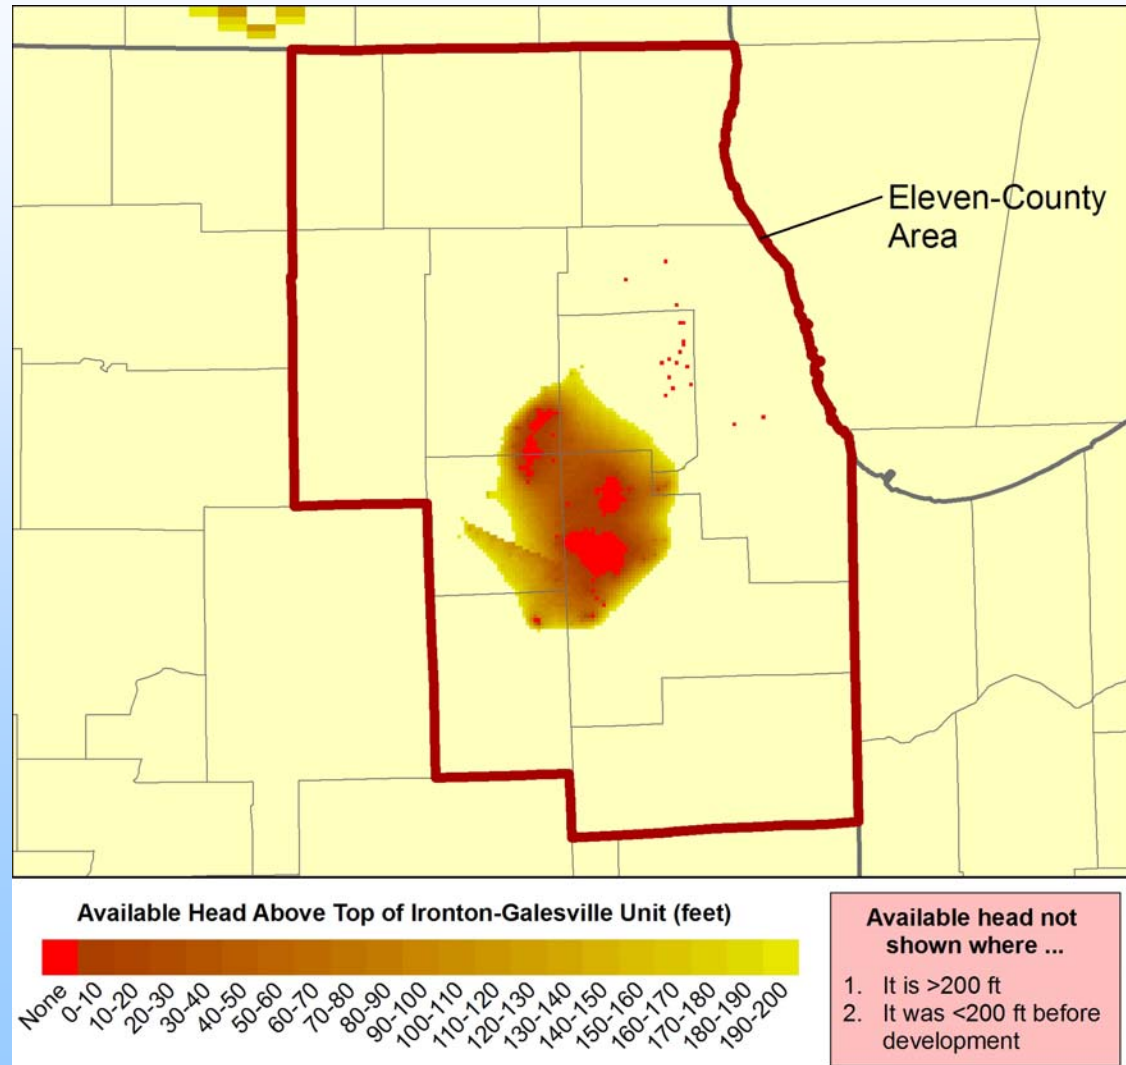 Eleven-County
Area
Available Head Above Top of Ironton-Galesville Unit (feet)
None
0-10
10-20
20-30
30-40
40-50
50-60
60-70
70-80
80-90
90-100
100-110
110-120
120-130
130-140
140-150
150-160
160-170
170-180
180-190
190-200
Available head not
shown where ...
1. It is >200 ft
2. It was <200 ft before
development